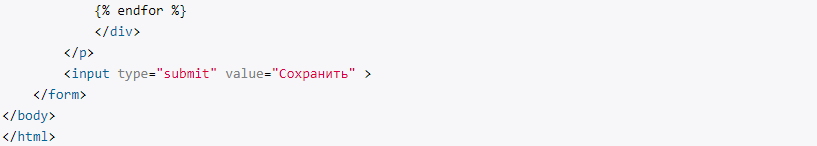 {% endfor %}
</div>
</p>
<input type="submit" value="Сохранить" >
</form>
</body>
</html>